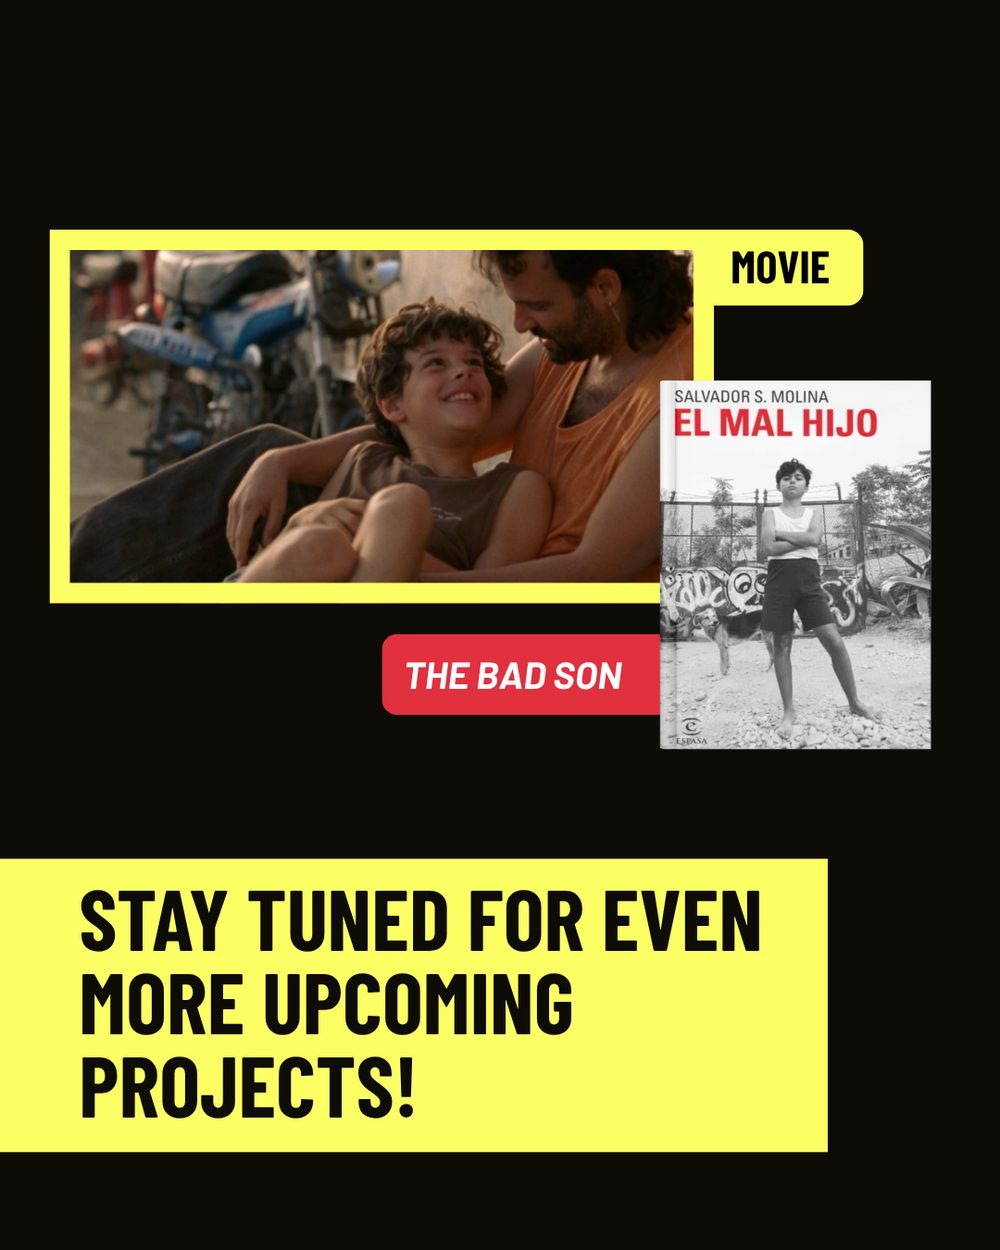 MOVIE
SALVADOR S. MOLINA
EL MAL HIJO
ESPASA
THE BAD SON
STAY TUNED FOR EVEN
MORE UPCOMING
PROJECTS!